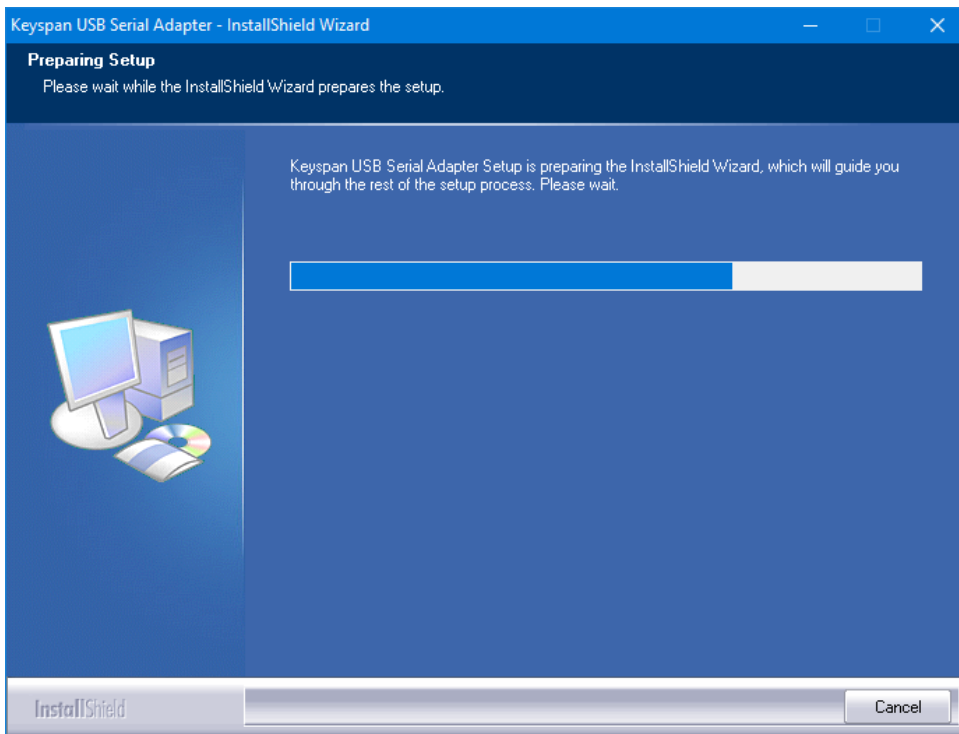 Keyspan USB Serial Adapter - InstallShield Wizard
Preparing Setup
Please wait while the InstallShield Wizard prepares the setup.
Keyspan USB Serial Adapter Setup is preparing the InstallShield Wizard, which will guide you
through the rest of the setup process. Please wait.
InstallShield
Cancel